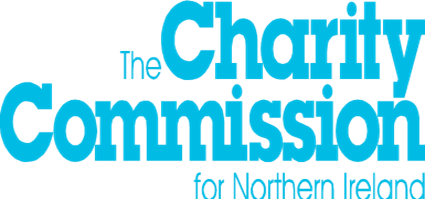 The Charity
Commission
for Northern Ireland